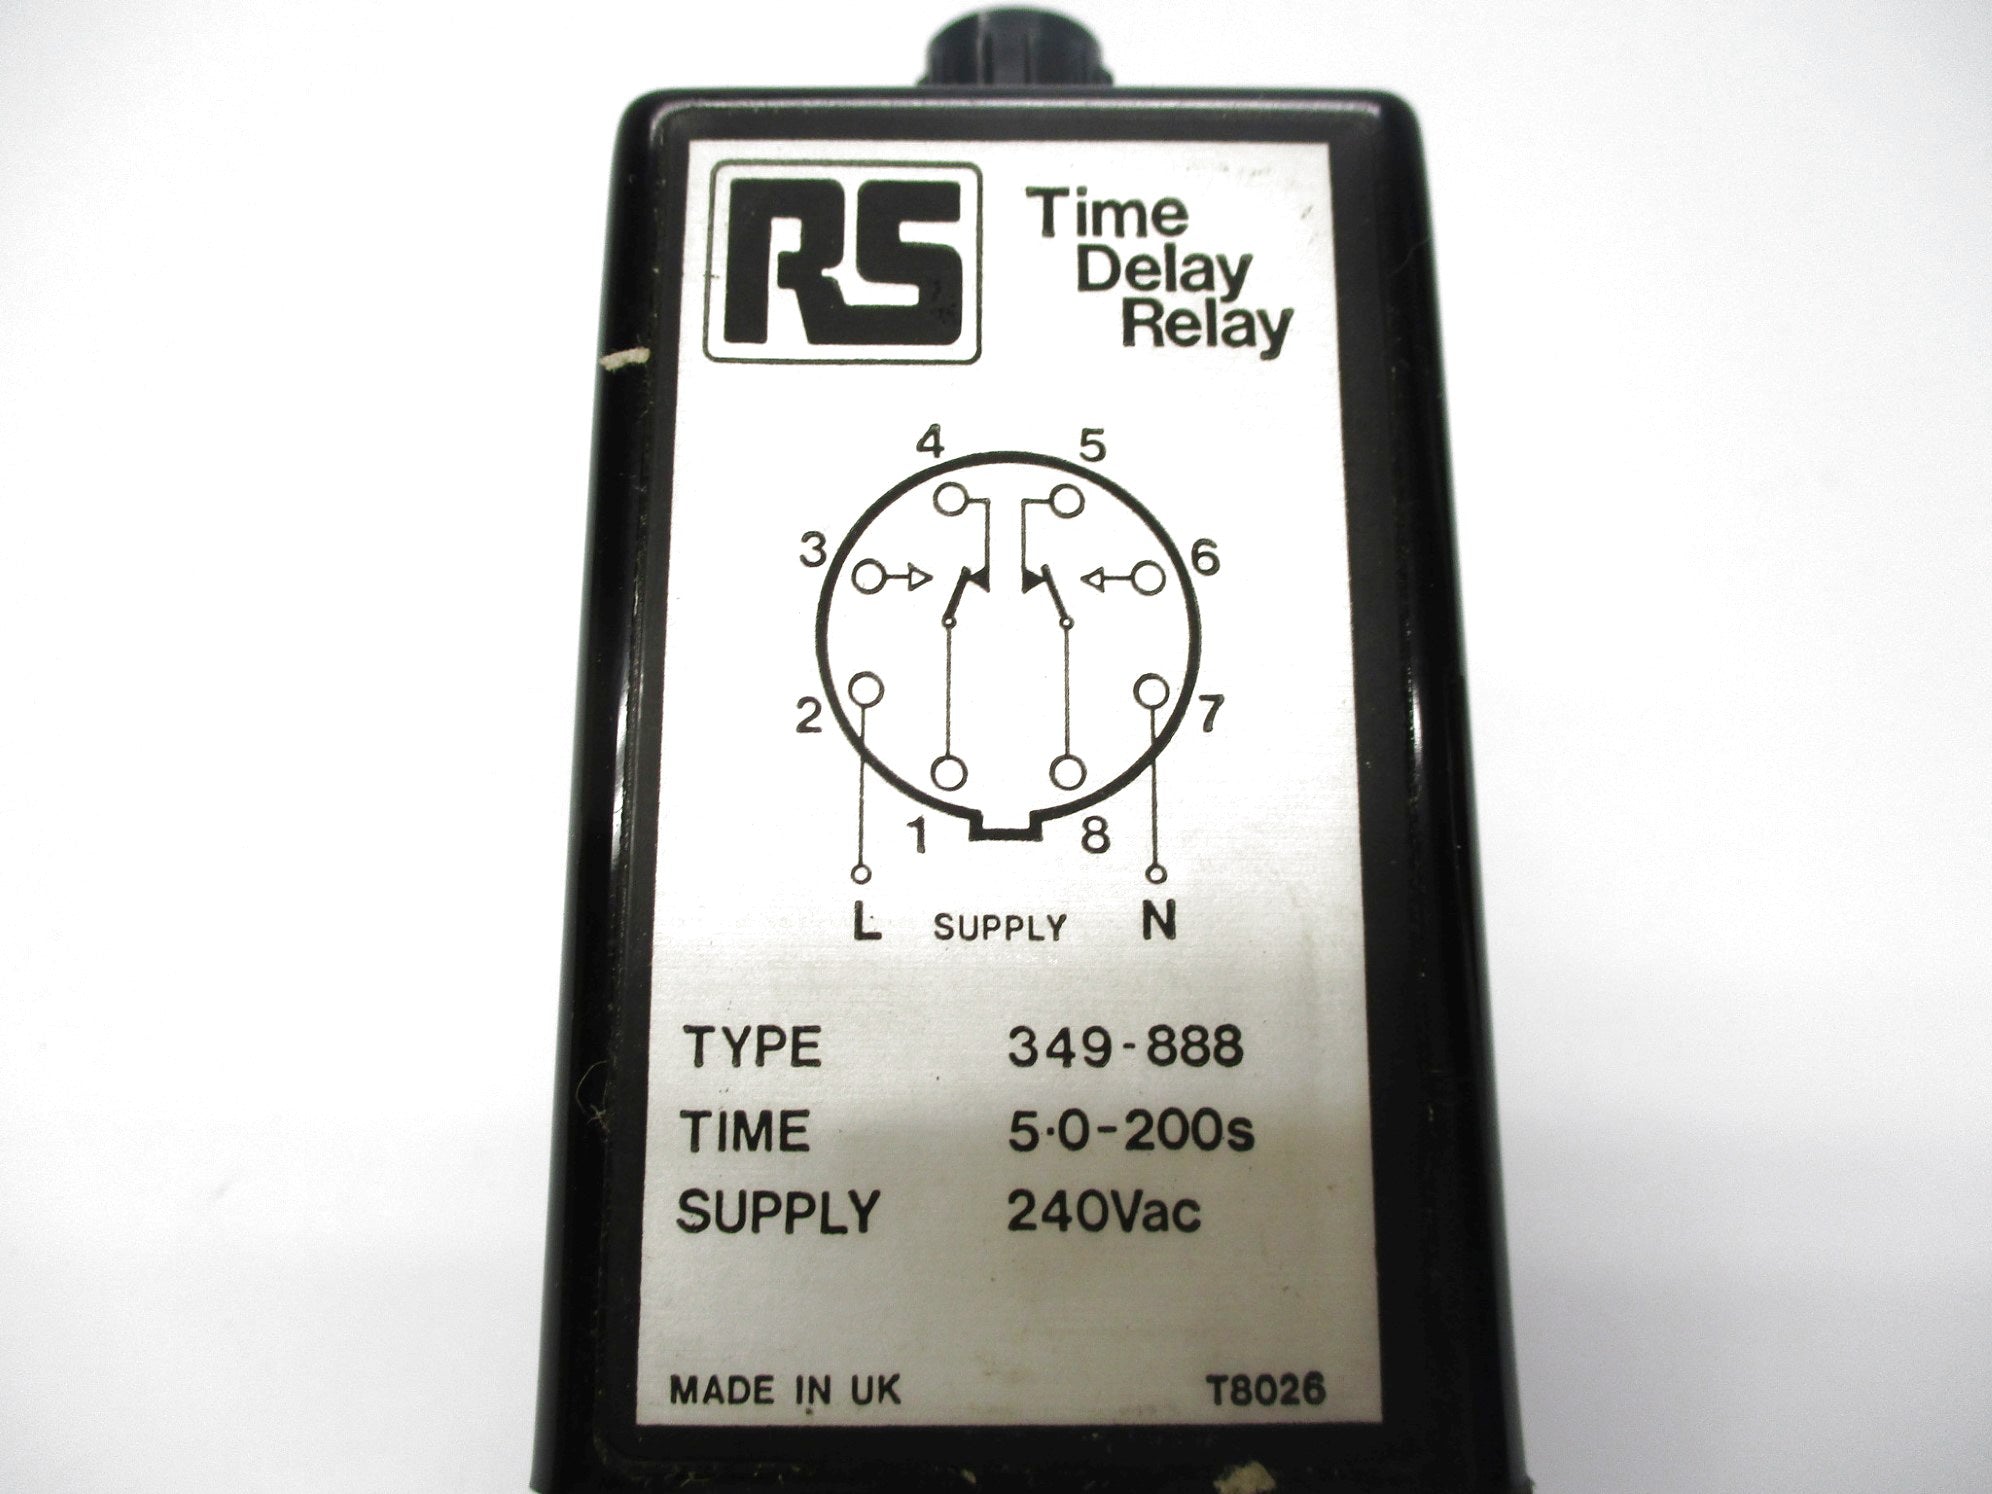 RS
Time
Delay
Relay
4 5
3 6
2 7
1 8
L SUPPLY N
TYPE 349-888
TIME 5·0-200s
SUPPLY 240Vac
MADE IN UK T8026